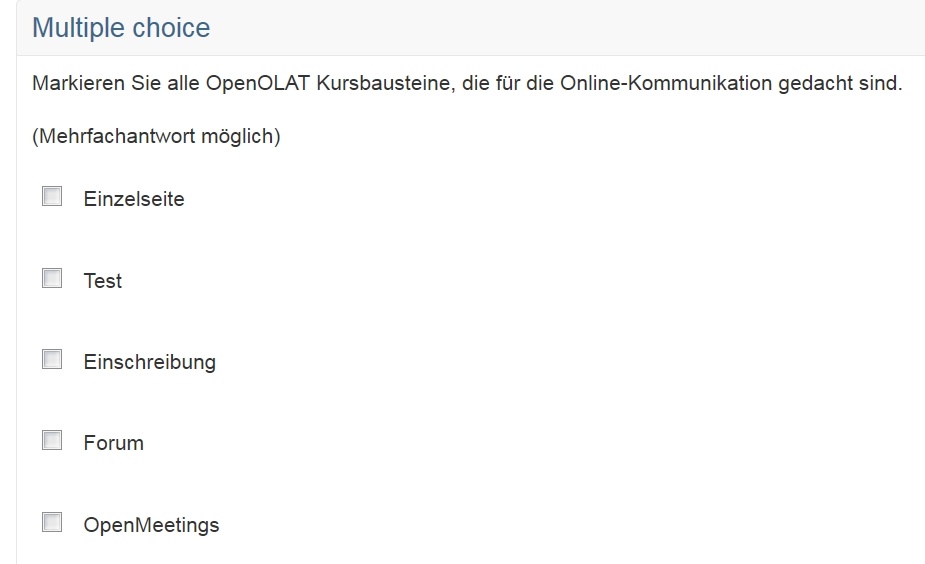 Multiple choice
Markieren Sie alle OpenOLAT Kursbausteine, die für die Online-Kommunikation gedacht sind.
(Mehrfachantwort möglich)
Einzelseite
Test
Einschreibung
Forum
OpenMeetings